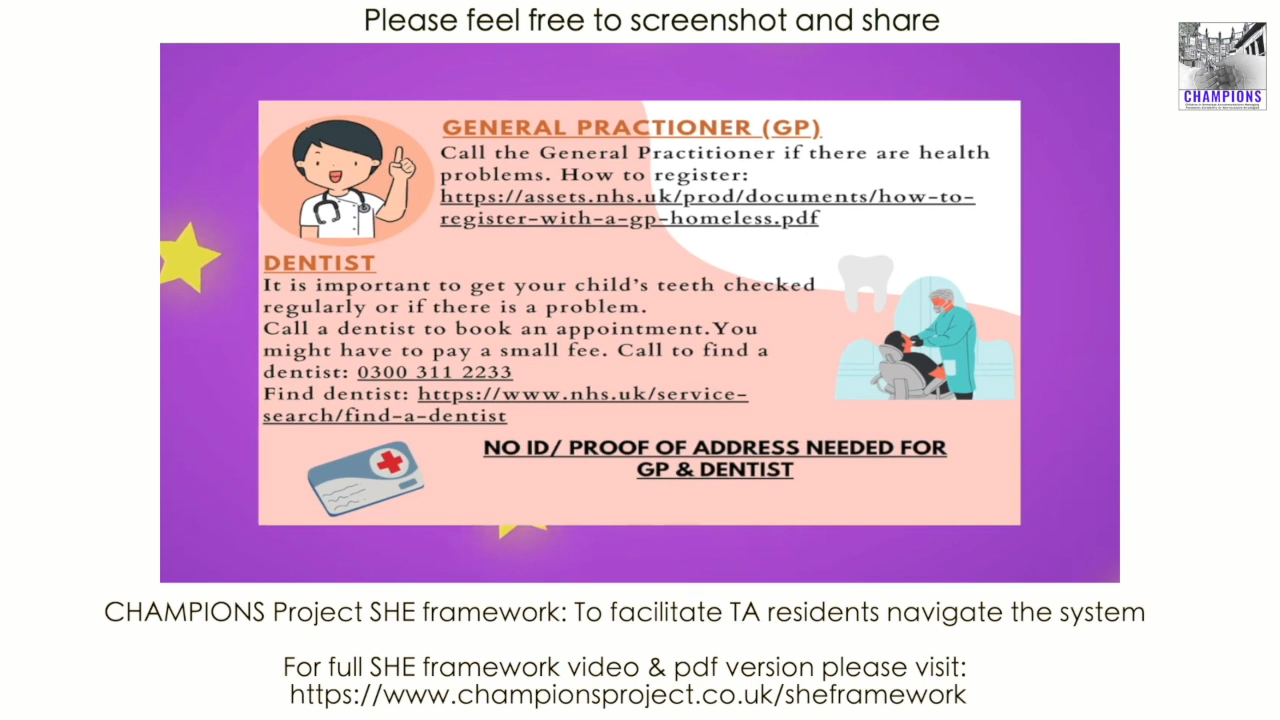 Please feel free to screenshot and share
CHAMPIONS
GENERAL PRACTIONER (GP)
Call the General Practitioner if there are health
problems. How to register:
https://assets.nhs.uk/prod/documents/how-to-
register-with-a-gp-homeless.pdf
DENTIST
It is important to get your child's teeth checked
regularly or if there is a problem.
Call a dentist to book an appointment.You
might have to pay a small fee. Call to find a
dentist: 0300 311 2233
Find dentist: https://www.nhs.uk/service-
search/find-a-dentist
NO ID/ PROOF OF ADDRESS NEEDED FOR
GP & DENTIST
CHAMPIONS Project SHE framework: To facilitate TA residents navigate the system
For full SHE framework video & pdf version please visit:
https://www.championsproject.co.uk/sheframework